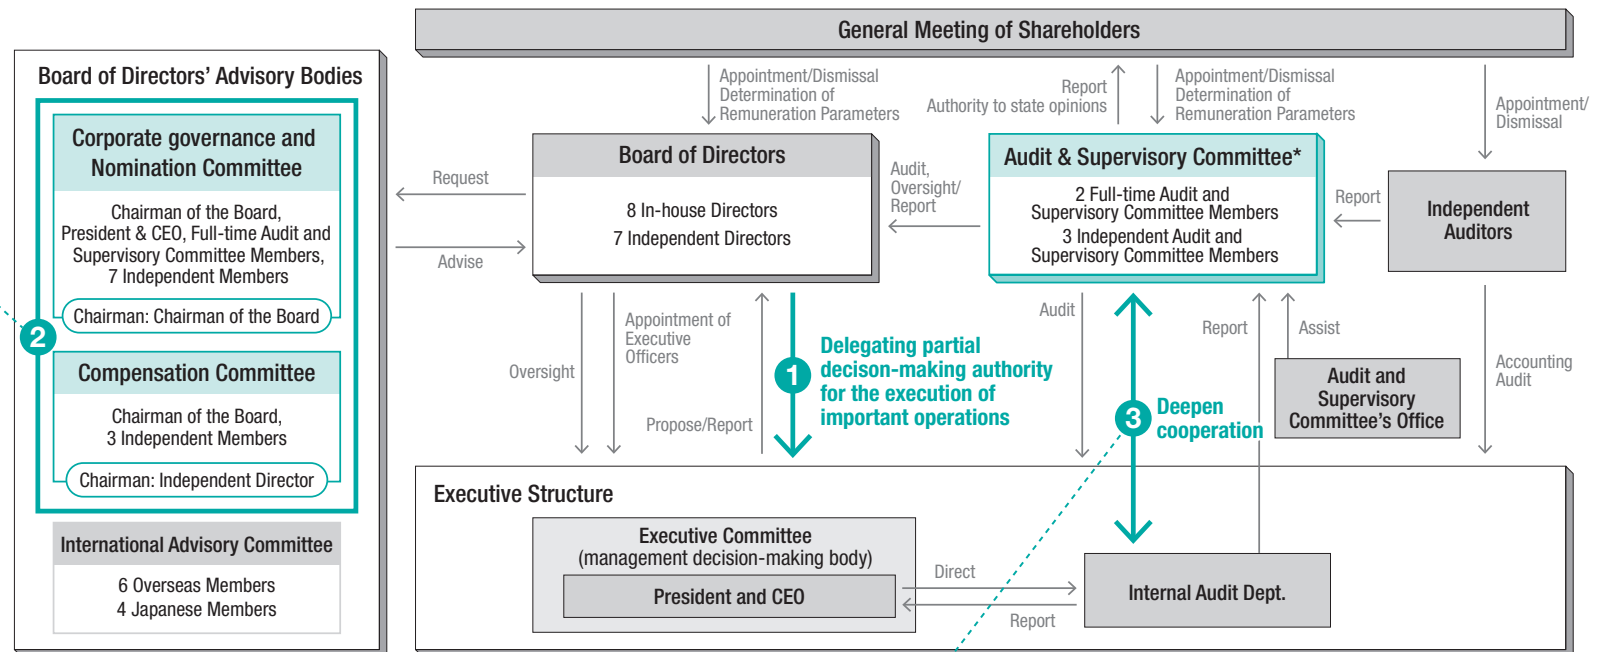 General Meeting of Shareholders
Board of Directors' Advisory Bodies
Corporate governance and
Nomination Committee
Chairman of the Board,
President & CEO, Full-time Audit and
Supervisory Committee Members,
7 Independent Members
Chairman: Chairman of the Board
2
Compensation Committee
Chairman of the Board,
3 Independent Members
Chairman: Independent Director
International Advisory Committee
6 Overseas Members
4 Japanese Members
Request
Advise
Appointment/Dismissal
Determination of
Remuneration Parameters
Board of Directors
8 In-house Directors
7 Independent Directors
Audit,
Oversight/
Report
Report
Authority to state opinions
Appointment/Dismissal
Determination of
Remuneration Parameters
Audit & Supervisory Committee*
2 Full-time Audit and
Supervisory Committee Members
3 Independent Audit and
Supervisory Committee Members
Report
Appointment/
Dismissal
Independent
Auditors
Oversight
Appointment of
Executive
Officers
Propose/Report
1
Delegating partial
decison-making authority
for the execution of
important operations
Audit
3
Deepen
cooperation
Report
Assist
Audit and
Supervisory
Committee's Office
Accounting
Audit
Executive Structure
Executive Committee
(management decision-making body)
President and CEO
Direct
Report
Internal Audit Dept.